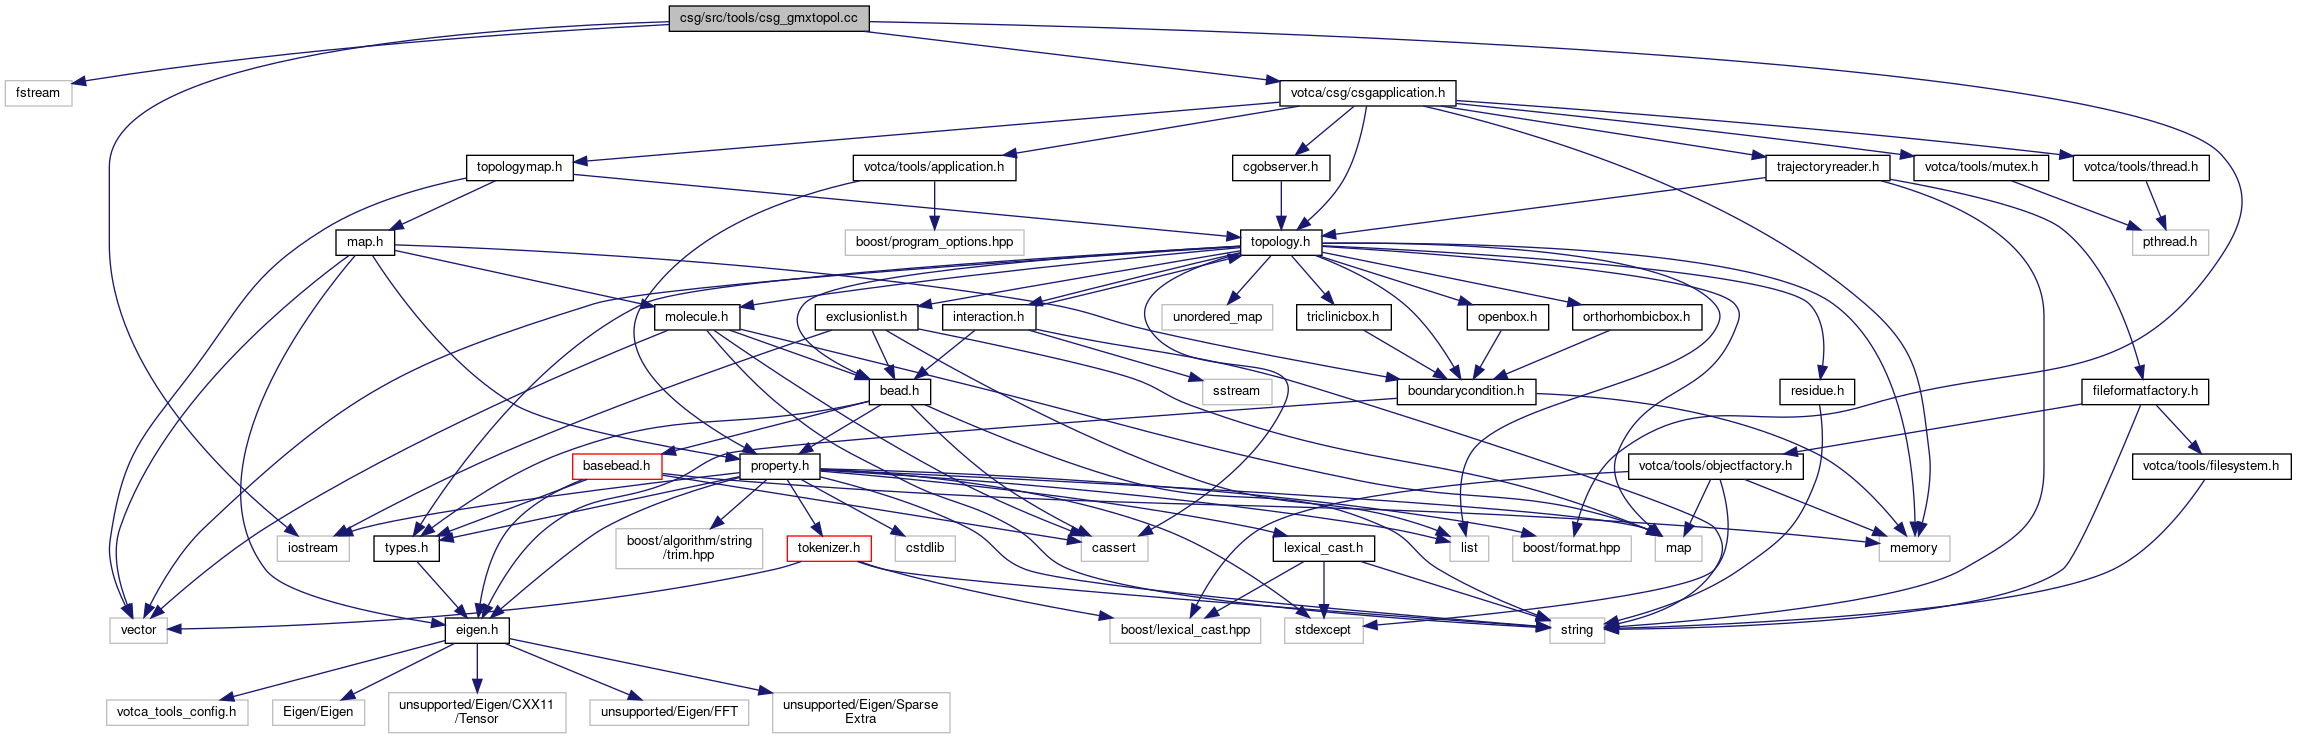 csg/src/tools/csg_gmxtopol.cc
fstream
votca/csg/csgapplication.h
topologymap.h
votca/tools/application.h
cgobserver.h
trajectoryreader.h
votca/tools/mutex.h
votca/tools/thread.h
map.h
boost/program_options.hpp
topology.h
pthread.h
molecule.h
exclusionlist.h
interaction.h
unordered_map
triclinicbox.h
openbox.h
orthorhombicbox.h
bead.h
sstream
boundarycondition.h
residue.h
fileformatfactory.h
basebead.h
property.h
votca/tools/objectfactory.h
votca/tools/filesystem.h
iostream
types.h
boost/algorithm/string
/trim.hpp
tokenizer.h
cstdlib
cassert
lexical_cast.h
list
boost/format.hpp
map
memory
vector
eigen.h
boost/lexical_cast.hpp
stdexcept
string
votca_tools_config.h
Eigen/Eigen
unsupported/Eigen/CXX11
/Tensor
unsupported/Eigen/FFT
unsupported/Eigen/Sparse
Extra